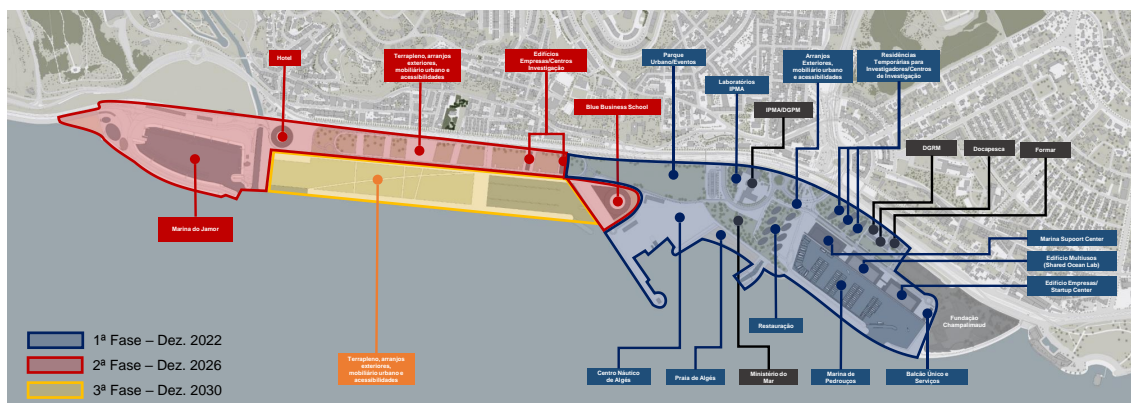 Hotel
Terrapleno, arranjos
exteriores,
mobiliário urbano e
acessibilidades
Edifícios
Empresas/Centros
Investigação
Blue Business School
Parque
Urbano/Eventos
Laboratórios
IPMA
IPMA/DGPM
Arranjos
Exteriores,
mobiliário urbano
e acessibilidades
Residências
Temporárias para
Investigadores/Centros
de Investigação
DGRM
Docapesca
Formar
Marina do Jamor
Marina Supoort Center
Edifício Multiusos
(Shared Ocean Lab)
Edifício Empresas/
Startup Center
Fundação
Champalimaud
Restauração
1ª Fase – Dez. 2022
2ª Fase – Dez. 2026
3ª Fase – Dez. 2030
Terrapleno, arranjos
exteriores,
mobiliário urbano e
acessibilidades
Centro Náutico
de Algés
Praia de Algés
Ministério do
Mar
Marina de
Pedrouços
Balcão Único e
Serviços